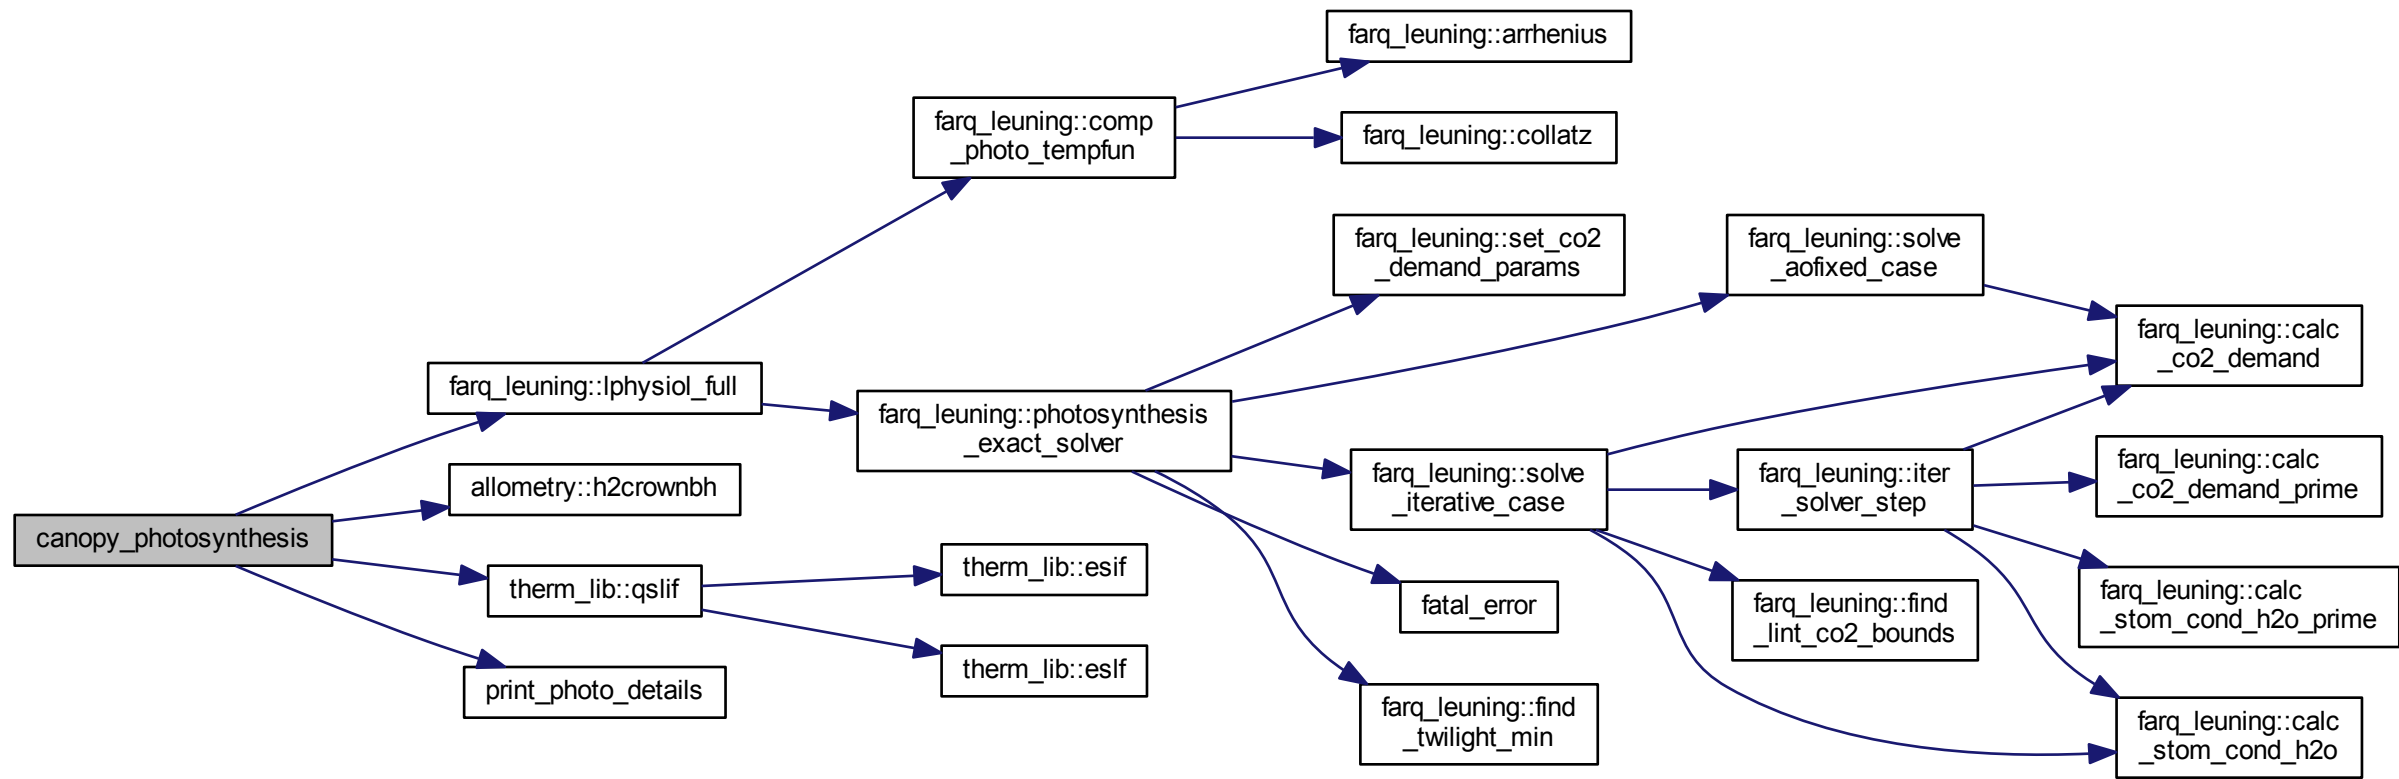 farq_leuning::arrhenius
farq_leuning::comp
_photo_tempfun
farq_leuning::collatz
farq_leuning::set_co2
_demand_params
farq_leuning::solve
_aofixed_case
farq_leuning::calc
_co2_demand
farq_leuning::lphysiol_full
farq_leuning::photosynthesis
_exact_solver
farq_leuning::solve
_iterative_case
farq_leuning::iter
_solver_step
farq_leuning::calc
_co2_demand_prime
allometry::h2crownbh
canopy_photosynthesis
therm_lib::qslif
therm_lib::esif
fatal_error
farq_leuning::find
_lint_co2_bounds
farq_leuning::calc
_stom_cond_h2o_prime
therm_lib::eslf
print_photo_details
farq_leuning::find
_twilight_min
farq_leuning::calc
_stom_cond_h2o